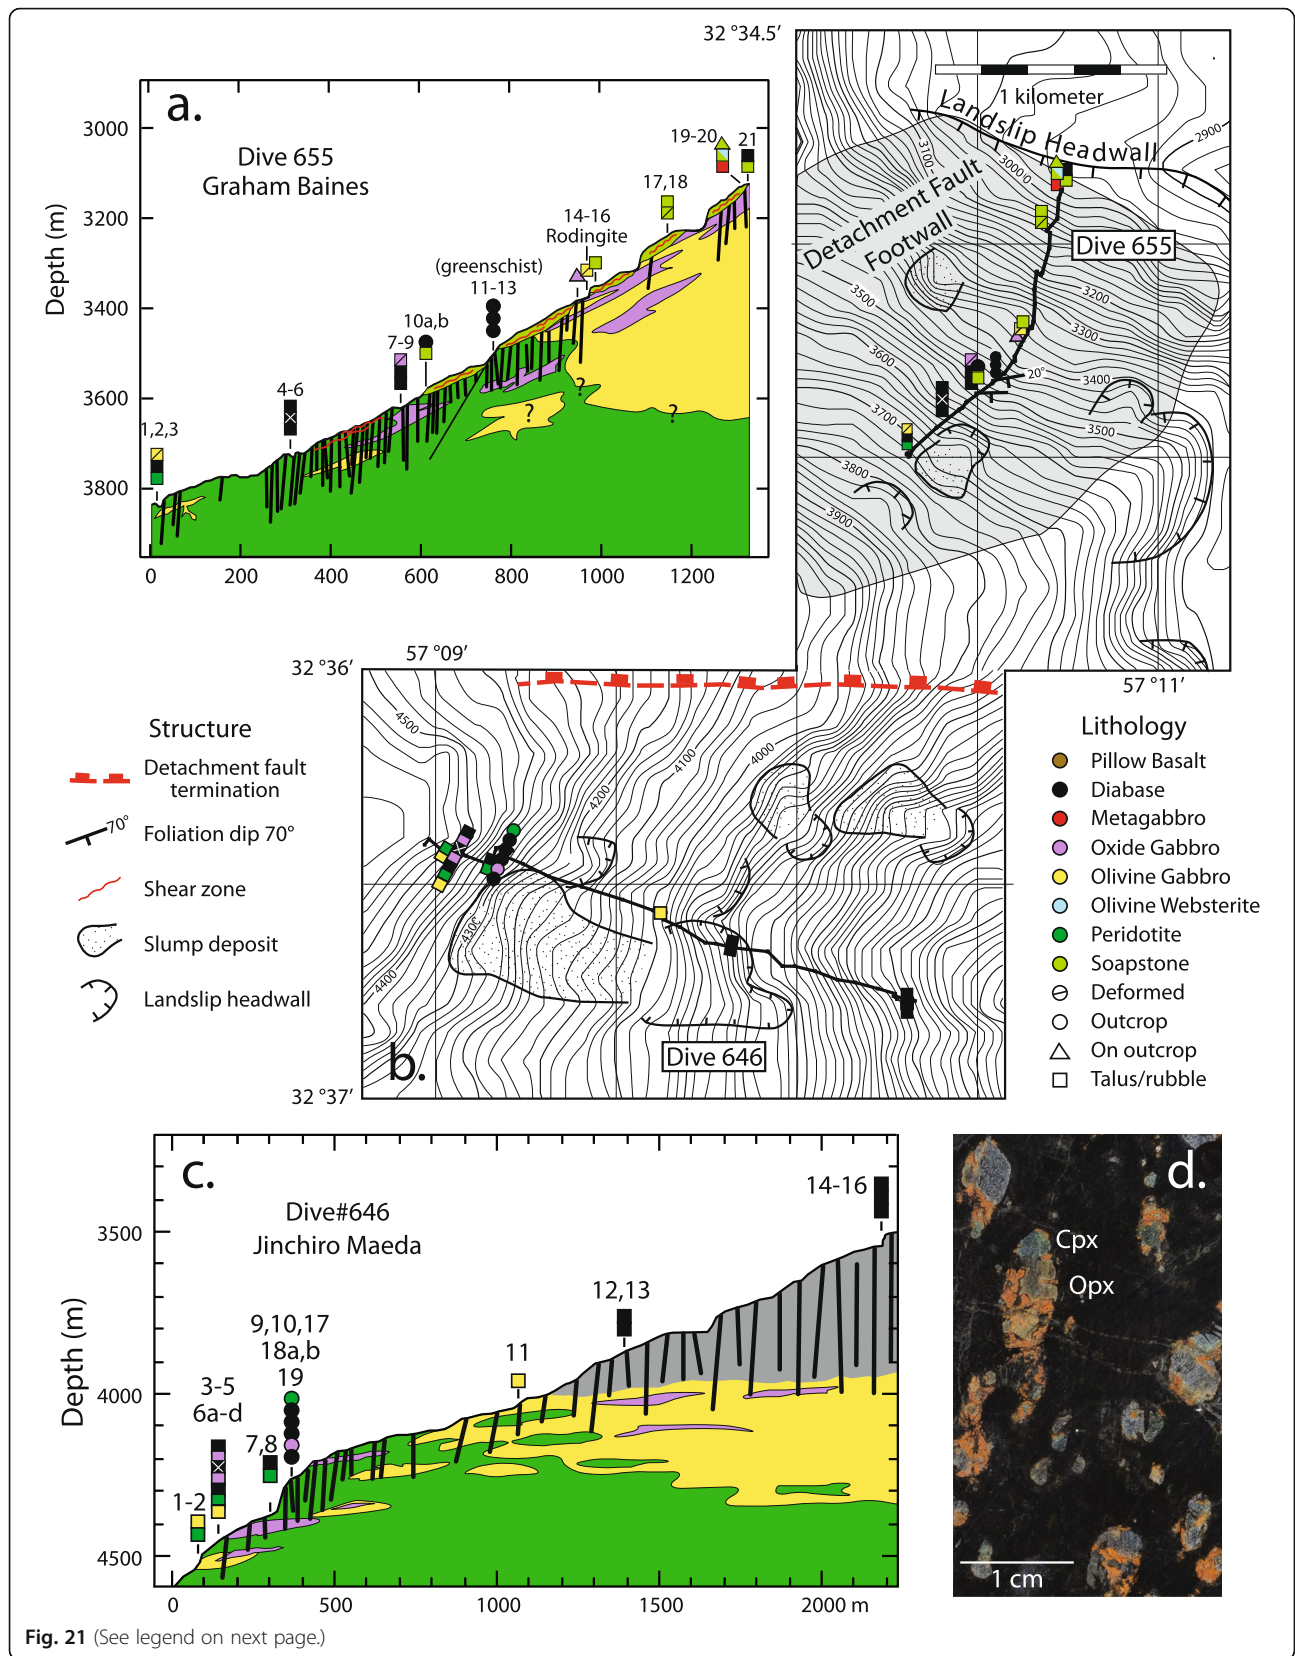 a.
Dive 655
Graham Baines
Depth (m)
3000
3200
3400
3600
3800
0
200
400
600
800
1000
1200
1,2,3
4-6
7-9
10a,b
(greenschist)
11-13
14-16
Rodingite
17,18
19-20
21
?
?
?
32 °34.5′
1 kilometer
Landslip Headwall
Detachment Fault
Footwall
Dive 655
2900
3100
30000
3200
3300
3400
3500
3500
3600
3700
3800
3900
20°
57 °11′
32 °36′
57 °09′
4500
4100
4000
4200
4300
4400
Dive 646
b.
32 °37′
Structure
Detachment fault
termination
70°
Foliation dip 70°
Shear zone
Slump deposit
Landslip headwall
Lithology
Pillow Basalt
Diabase
Metagabbro
Oxide Gabbro
Olivine Gabbro
Olivine Websterite
Peridotite
Soapstone
Deformed
Outcrop
On outcrop
Talus/rubble
c.
Dive#646
Jinchiro Maeda
Depth (m)
3500
4000
4500
0
500
1000
1500
2000 m
1-2
3-5
6a-d
7,8
9,10,17
18a,b
19
11
12,13
14-16
d.
Cpx
Opx
1 cm
Fig. 21 (See legend on next page.)